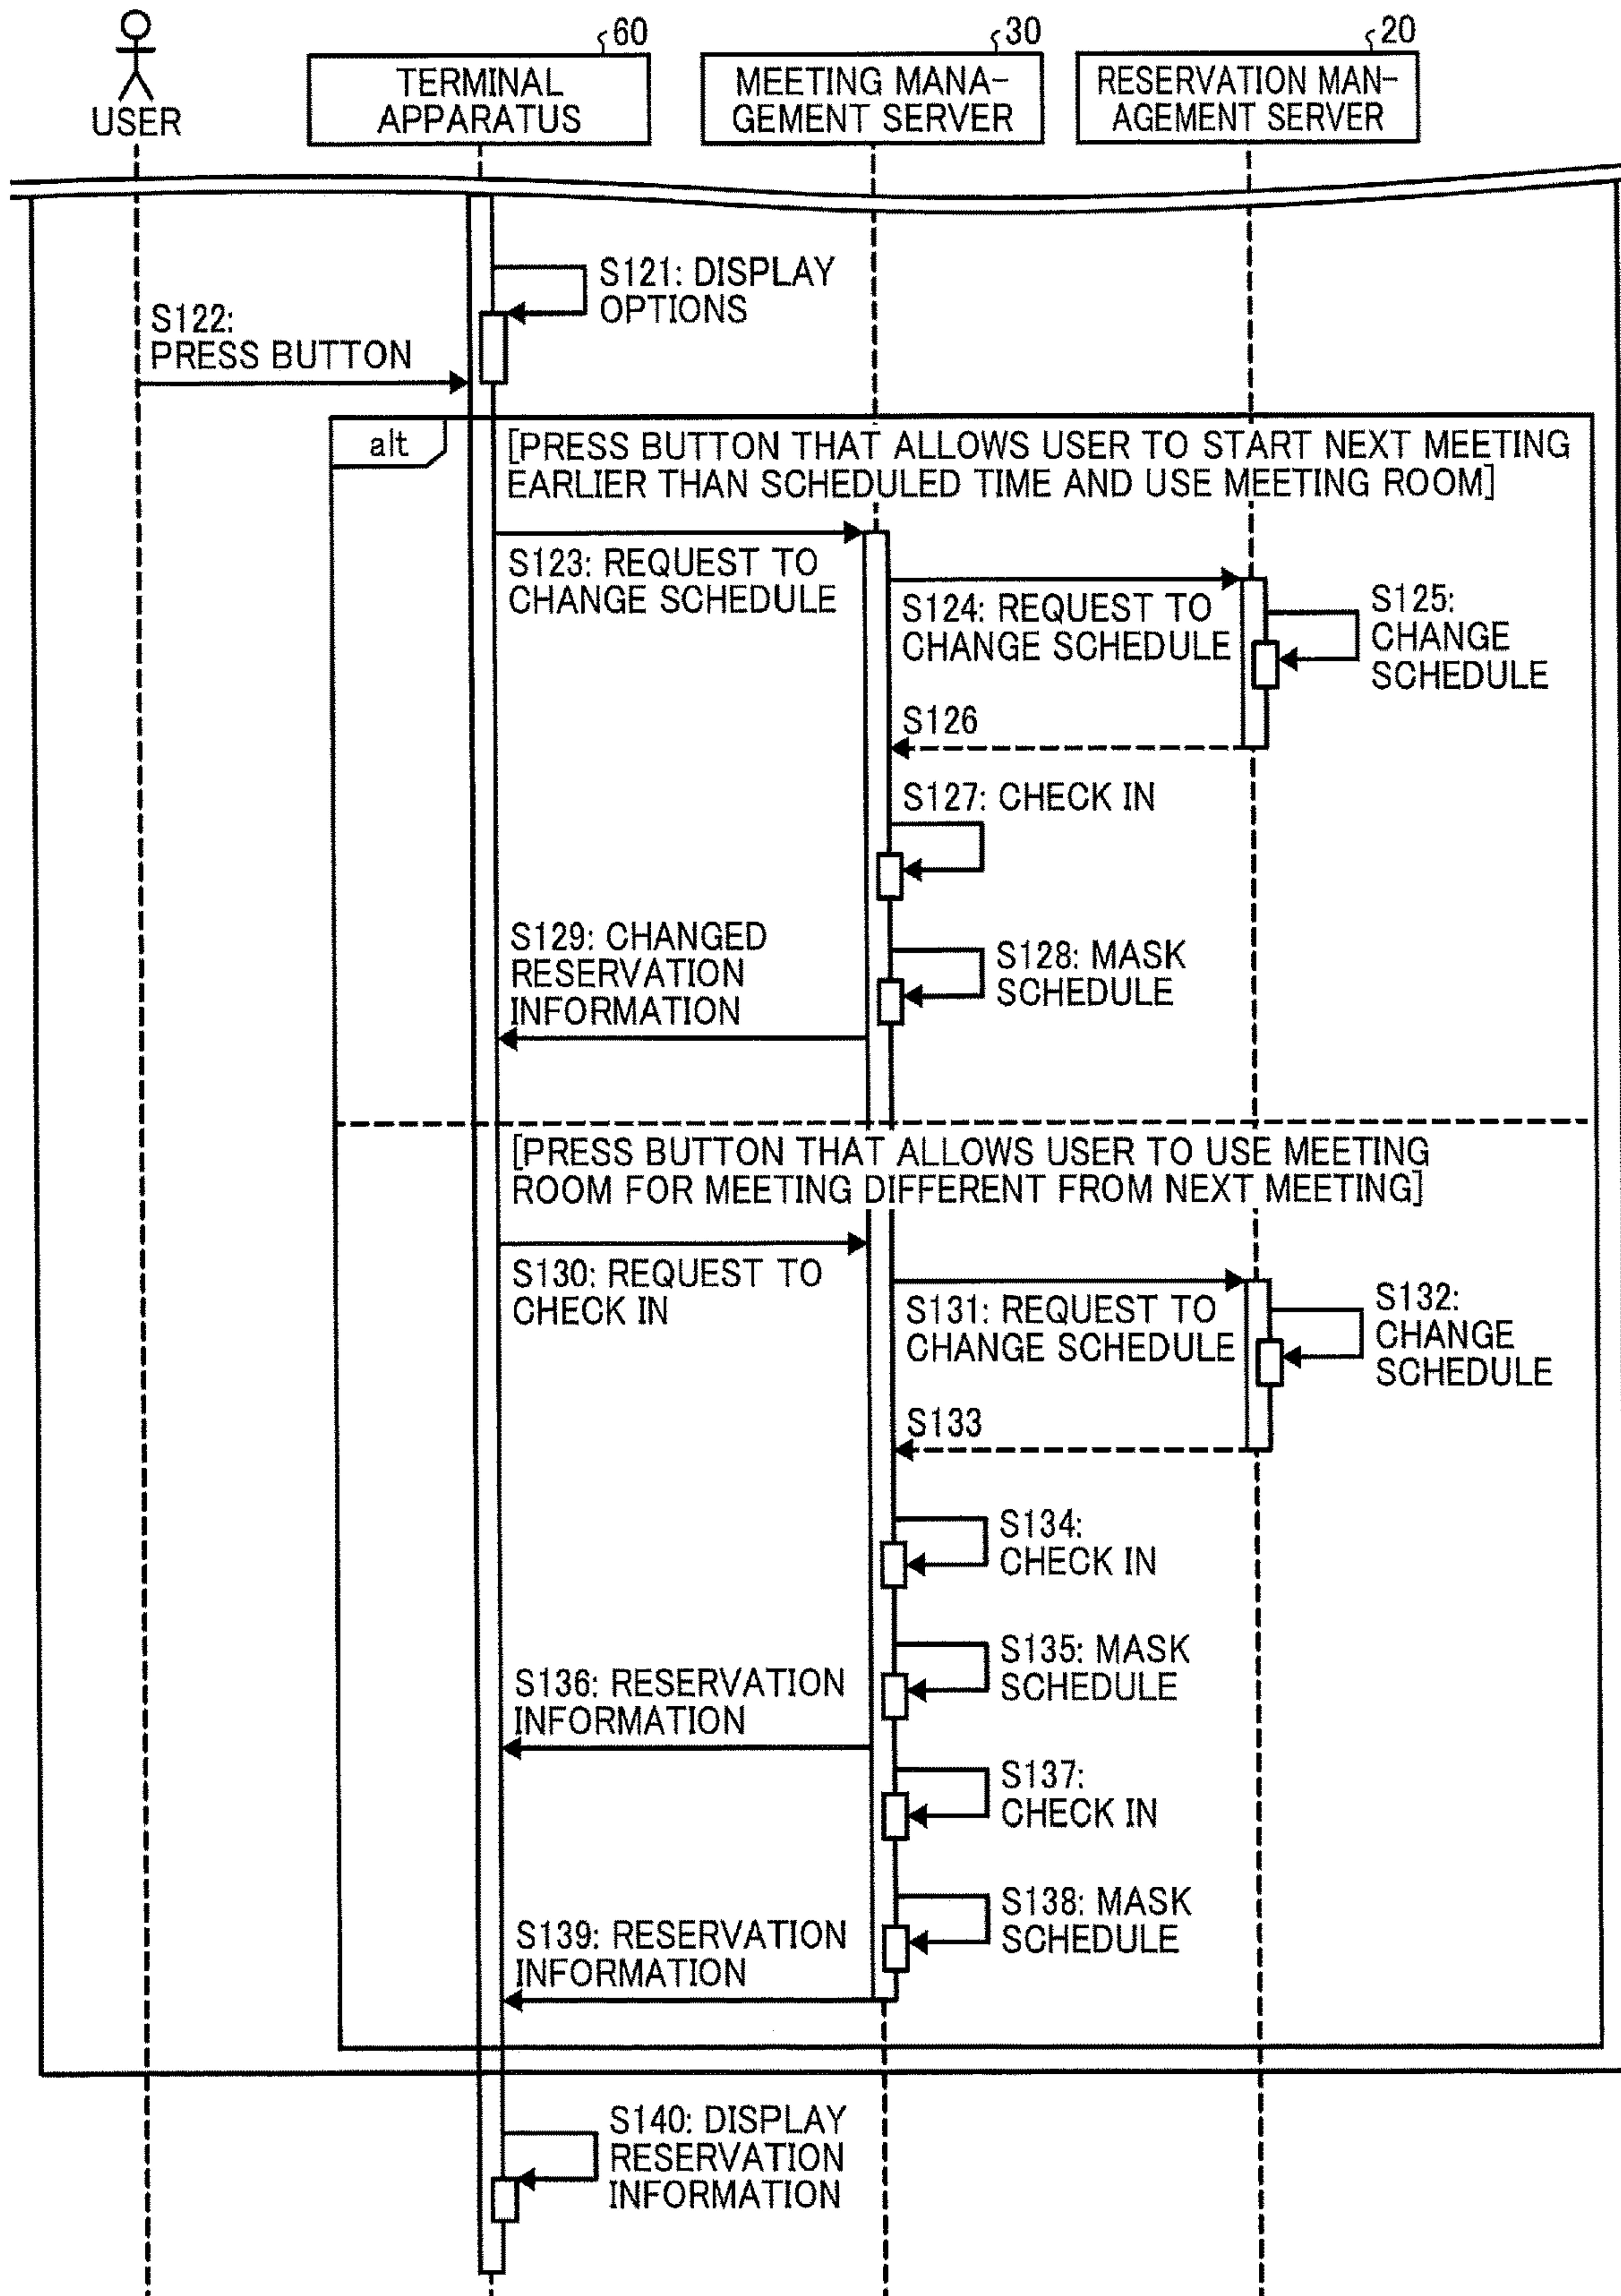 60
30
20
USER
TERMINAL
APPARATUS
MEETING MANA-
GEMENT SERVER
RESERVATION MAN-
AGEMENT SERVER
S121: DISPLAY
OPTIONS
S122:
PRESS BUTTON
alt
[PRESS BUTTON THAT ALLOWS USER TO START NEXT MEETING
EARLIER THAN SCHEDULED TIME AND USE MEETING ROOM]
S123: REQUEST TO
CHANGE SCHEDULE
S124: REQUEST TO
CHANGE SCHEDULE
S125:
CHANGE
SCHEDULE
S126
S127: CHECK IN
S128: MASK
SCHEDULE
S129: CHANGED
RESERVATION
INFORMATION
[PRESS BUTTON THAT ALLOWS USER TO USE MEETING
ROOM FOR MEETING DIFFERENT FROM NEXT MEETING]
S130: REQUEST TO
CHECK IN
S131: REQUEST TO
CHANGE SCHEDULE
S132:
CHANGE
SCHEDULE
S133
S134:
CHECK IN
S135: MASK
SCHEDULE
S136: RESERVATION
INFORMATION
S137:
CHECK IN
S138: MASK
SCHEDULE
S139: RESERVATION
INFORMATION
S140: DISPLAY
RESERVATION
INFORMATION